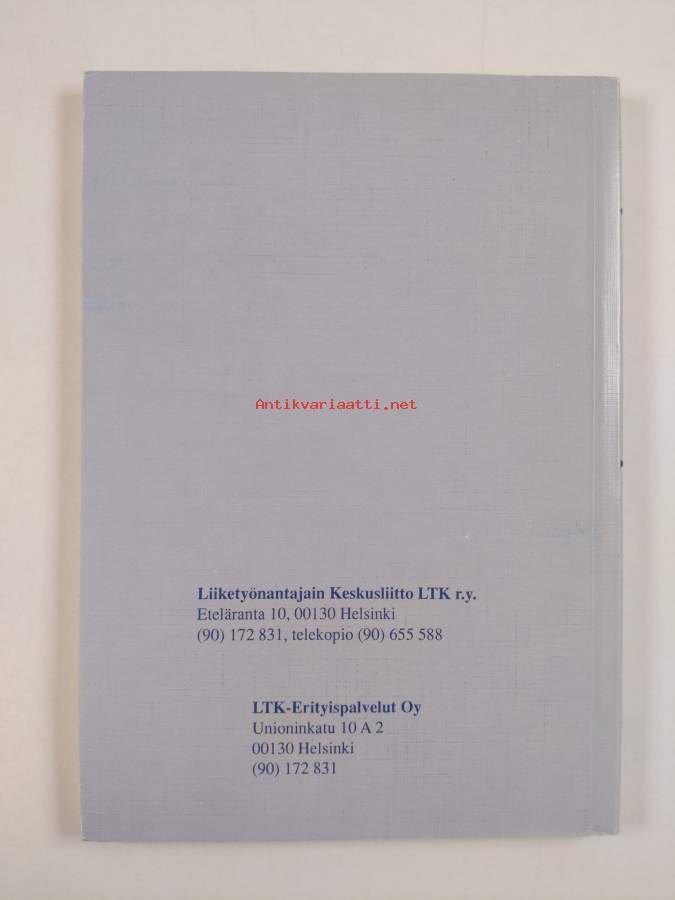 Antikvariaatti.net
Liiketyönantajain Keskusliitto LTK r.y.
Eteläranta 10, 00130 Helsinki
(90) 172 831, telekopio (90) 655 588
LTK-Erityispalvelut Oy
Unioninkatu 10 A 2
00130 Helsinki
(90) 172 831